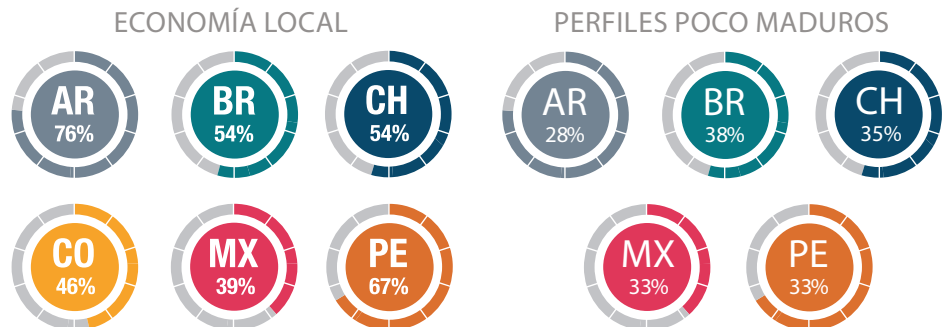 ECONOMÍA LOCAL
AR
76%
BR
54%
CH
54%
CO
46%
MX
39%
PE
67%
PERFILES POCO MADUROS
AR
28%
BR
38%
CH
35%
MX
33%
PE
33%